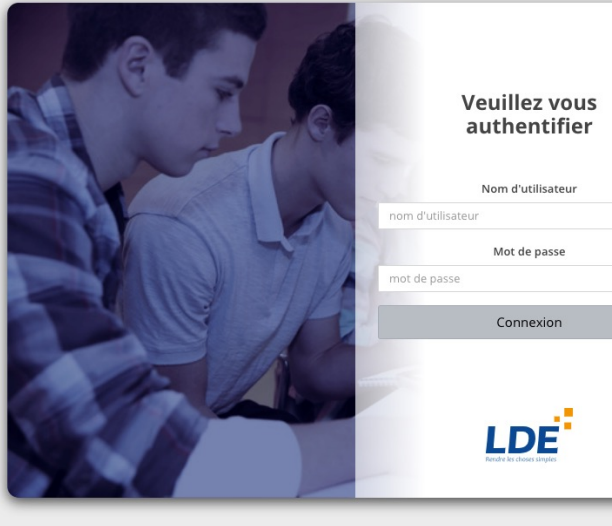 Veuillez vous
authentifier
Nom d'utilisateur
nom d'utilisateur
Mot de passe
mot de passe
Connexion
LDE
Rendre les choses simples